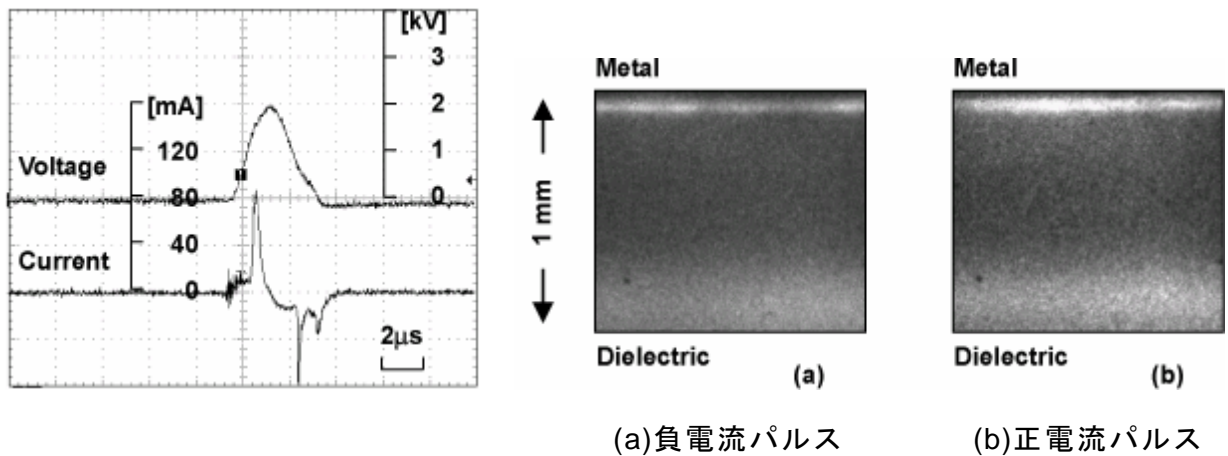 [kV]
3
2
1
0
[mA]
120
80
40
0
Voltage
Current
2μs
Metal
1 mm
Dielectric
(a)
Metal
Dielectric
(b)
(a)負電流パルス
(b)正電流パルス